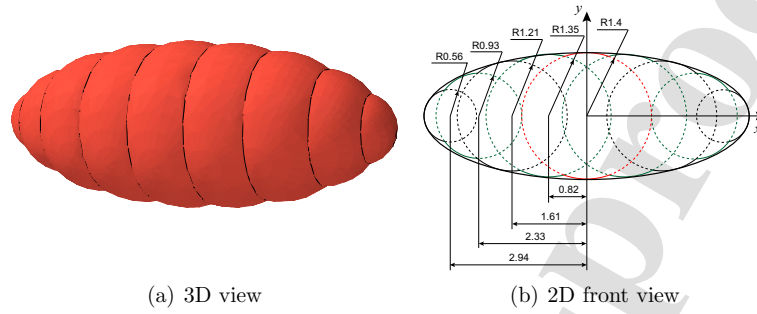 y
R1.21 R1.35 R1.4
R0.93
R0.56
x
0.82
1.61
2.33
2.94
(a) 3D view (b) 2D front view